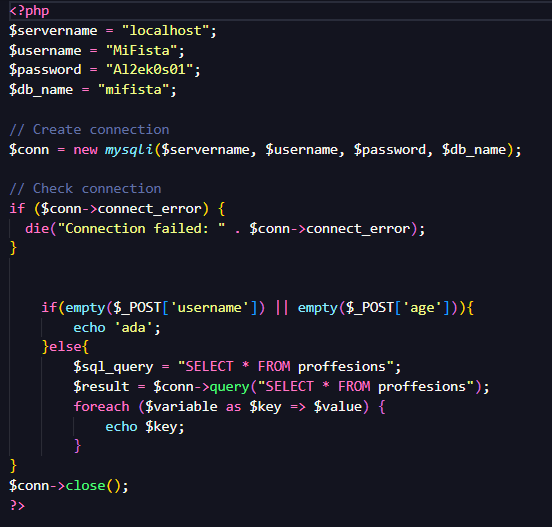 <?php
$servername = "localhost";
$username = "MiFista";
$password = "Al2ek0s01";
$db_name = "mifista";
// Create connection
$conn = new mysqli($servername, $username, $password, $db_name);
// Check connection
if ($conn->connect_error) {
  die("Connection failed: " . $conn->connect_error);
}
    if(empty($_POST['username']) || empty($_POST['age'])){
        echo 'ada';
    }else{
        $sql_query = "SELECT * FROM proffesions";
        $result = $conn->query("SELECT * FROM proffesions");
        foreach ($variable as $key => $value) {
            echo $key;
        }
}
$conn->close();
?>